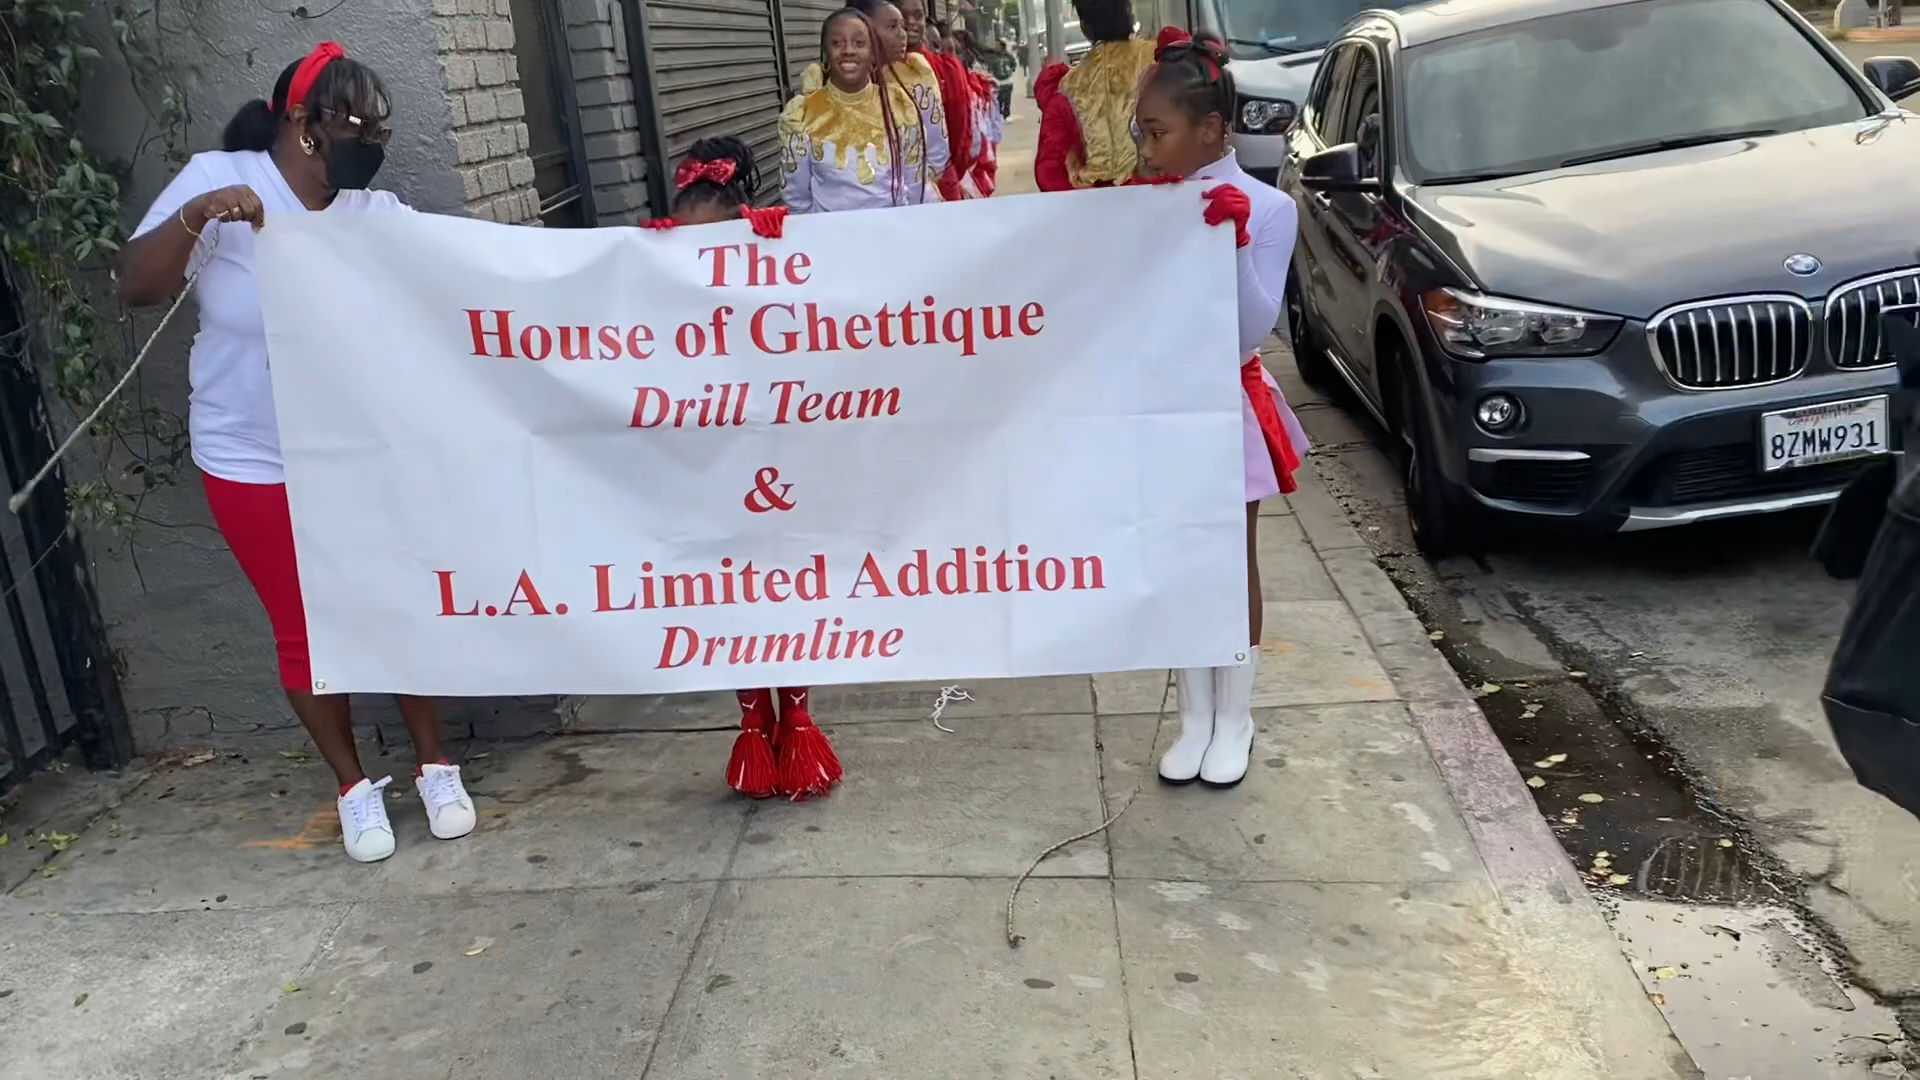 The
House of Ghettique
Drill Team
&
L.A. Limited Addition
Drumline
8ZMW931